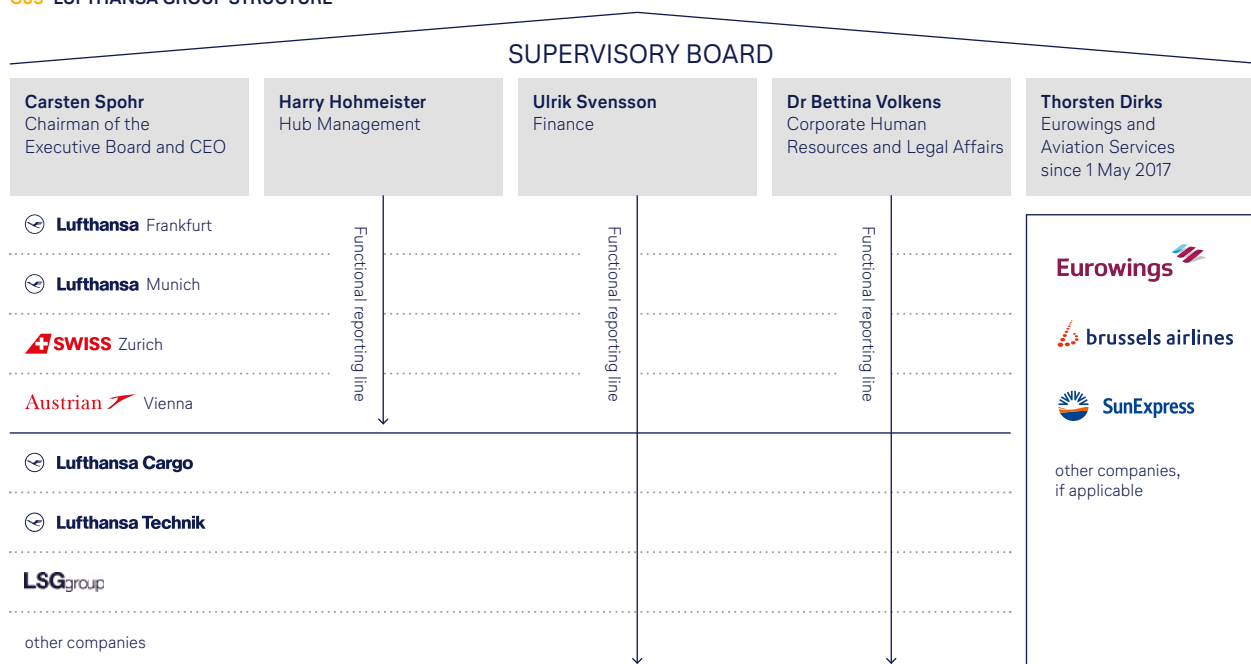 LUFTHANSA GROUP STRUCTURE
SUPERVISORY BOARD
Carsten Spohr
Chairman of the
Executive Board and CEO
Harry Hohmeister
Hub Management
Ulrik Svensson
Finance
Dr Bettina Volkens
Corporate Human
Resources and Legal Affairs
Thorsten Dirks
Eurowings and
Aviation Services
since 1 May 2017
Lufthansa Frankfurt
Lufthansa Munich
SWISS Zurich
Austrian Vienna
Functional reporting line
Functional reporting line
Functional reporting line
Lufthansa Cargo
Lufthansa Technik
LSGgroup
other companies
Eurowings
brussels airlines
SunExpress
other companies,
if applicable